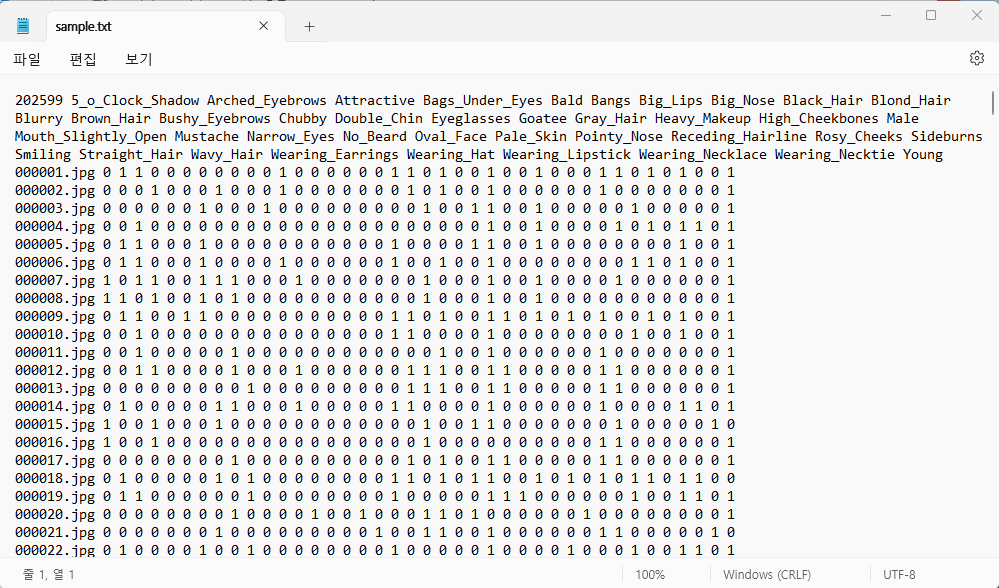 sample.txt
파일 편집 보기
202599 5_o_Clock_Shadow Arched_Eyebrows Attractive Bags_Under_Eyes Bald Bangs Big_Lips Big_Nose Black_Hair Blond_Hair
Blurry Brown_Hair Bushy_Eyebrows Chubby Double_Chin Eyeglasses Goatee Gray_Hair Heavy_Makeup High_Cheekbones Male
Mouth_Slightly_Open Mustache Narrow_Eyes No_Beard Oval_Face Pale_Skin Pointy_Nose Receding_Hairline Rosy_Cheeks Sideburns
Smiling Straight_Hair Wavy_Hair Wearing_Earrings Wearing_Hat Wearing_Lipstick Wearing_Necklace Wearing_Necktie Young
000001.jpg 0 1 1 0 0 0 0 0 0 0 0 1 0 0 0 0 0 0 1 1 0 1 0 0 1 0 0 1 0 0 0 1 1 0 1 0 1 0 0 1
000002.jpg 0 0 0 1 0 0 0 1 0 0 0 1 0 0 0 0 0 0 0 1 0 1 0 0 1 0 0 0 0 0 0 1 0 0 0 0 0 0 0 1
000003.jpg 0 0 0 0 0 0 1 0 0 0 1 0 0 0 0 0 0 0 0 0 1 0 0 1 1 0 0 1 0 0 0 0 0 1 0 0 0 0 0 1
000004.jpg 0 0 1 0 0 0 0 0 0 0 0 0 0 0 0 0 0 0 0 0 0 0 0 0 1 0 0 1 0 0 0 0 1 0 1 0 1 1 0 1
000005.jpg 0 1 1 0 0 0 1 0 0 0 0 0 0 0 0 0 0 0 1 0 0 0 0 1 1 0 0 1 0 0 0 0 0 0 0 0 0 0 0 1
000006.jpg 0 1 1 0 0 0 1 0 0 0 0 1 0 0 0 0 0 0 1 0 0 1 0 0 1 0 0 0 0 0 0 0 0 1 1 0 1 0 0 1
000007.jpg 1 0 1 1 0 0 1 1 1 0 0 0 1 0 0 0 0 0 0 0 1 0 0 0 1 0 0 1 0 0 0 0 1 0 0 0 0 0 0 1
000008.jpg 1 1 0 1 0 0 1 0 1 0 0 0 0 0 0 0 0 0 0 0 1 0 0 0 1 0 0 1 0 0 0 0 0 0 0 0 0 0 0 1
000009.jpg 0 1 1 0 0 1 1 0 0 0 0 0 0 0 0 0 0 0 1 1 0 1 0 0 1 1 0 1 0 1 0 1 0 0 1 0 1 0 0 1
000010.jpg 0 0 1 0 0 0 0 0 0 0 0 0 0 0 0 0 0 0 1 1 0 0 0 0 1 0 0 0 0 0 0 0 0 1 0 0 1 0 0 1
000011.jpg 0 0 1 0 0 0 0 0 1 0 0 0 0 0 0 0 0 0 0 0 0 1 0 0 1 0 0 0 0 0 0 1 0 0 0 0 0 0 0 1
000012.jpg 0 0 1 1 0 0 0 0 1 0 0 0 1 0 0 0 0 0 0 1 1 1 0 0 1 1 0 0 0 0 0 1 1 0 0 0 0 0 0 1
000013.jpg 0 0 0 0 0 0 0 0 0 1 0 0 0 0 0 0 0 0 0 1 1 1 0 0 1 0 0 0 0 0 0 1 0 0 0 0 0 0 0 1
000014.jpg 0 1 0 0 0 0 0 1 1 0 0 0 1 0 0 0 0 0 1 1 0 0 0 0 1 0 0 0 0 0 0 1 0 0 0 0 1 1 0 1
000015.jpg 1 0 0 1 0 0 0 1 0 0 0 0 0 0 0 0 0 0 0 0 1 0 0 1 1 0 0 0 0 0 0 1 0 0 0 0 0 0 1 0
000016.jpg 1 0 0 1 0 0 0 0 0 0 0 0 0 0 0 0 0 0 0 0 1 0 0 0 0 0 0 0 0 0 0 1 1 0 0 0 0 0 0 1
000017.jpg 0 0 0 0 0 0 0 0 1 0 0 0 0 0 0 0 0 0 0 1 0 1 0 0 1 1 0 0 0 0 0 1 1 0 0 0 0 0 0 1
000018.jpg 0 1 0 0 0 0 0 1 0 1 0 0 0 0 0 0 0 0 1 1 0 1 0 1 1 0 0 1 0 1 0 1 0 1 1 0 1 1 0 0
000019.jpg 0 1 1 0 0 0 0 0 0 1 0 0 0 0 0 0 0 0 1 0 0 0 0 0 1 1 1 0 0 0 0 0 0 1 0 0 1 1 0 1
000020.jpg 0 0 0 0 0 0 0 0 1 0 0 0 0 1 0 0 1 0 0 0 1 1 0 1 0 0 0 0 0 0 0 1 0 0 0 0 0 0 0 1
000021.jpg 0 0 0 0 0 0 0 1 0 0 0 0 0 0 0 0 0 1 0 0 1 1 0 0 1 0 0 0 0 0 0 1 1 0 0 0 0 0 1 0
000022.jpg 0 1 0 0 0 0 1 0 0 1 0 0 0 0 0 0 0 0 1 0 0 0 0 0 1 0 0 0 0 1 0 0 0 1 0 0 1 1 0 1
줄 1, 열 1 100% Windows (CRLF) UTF-8